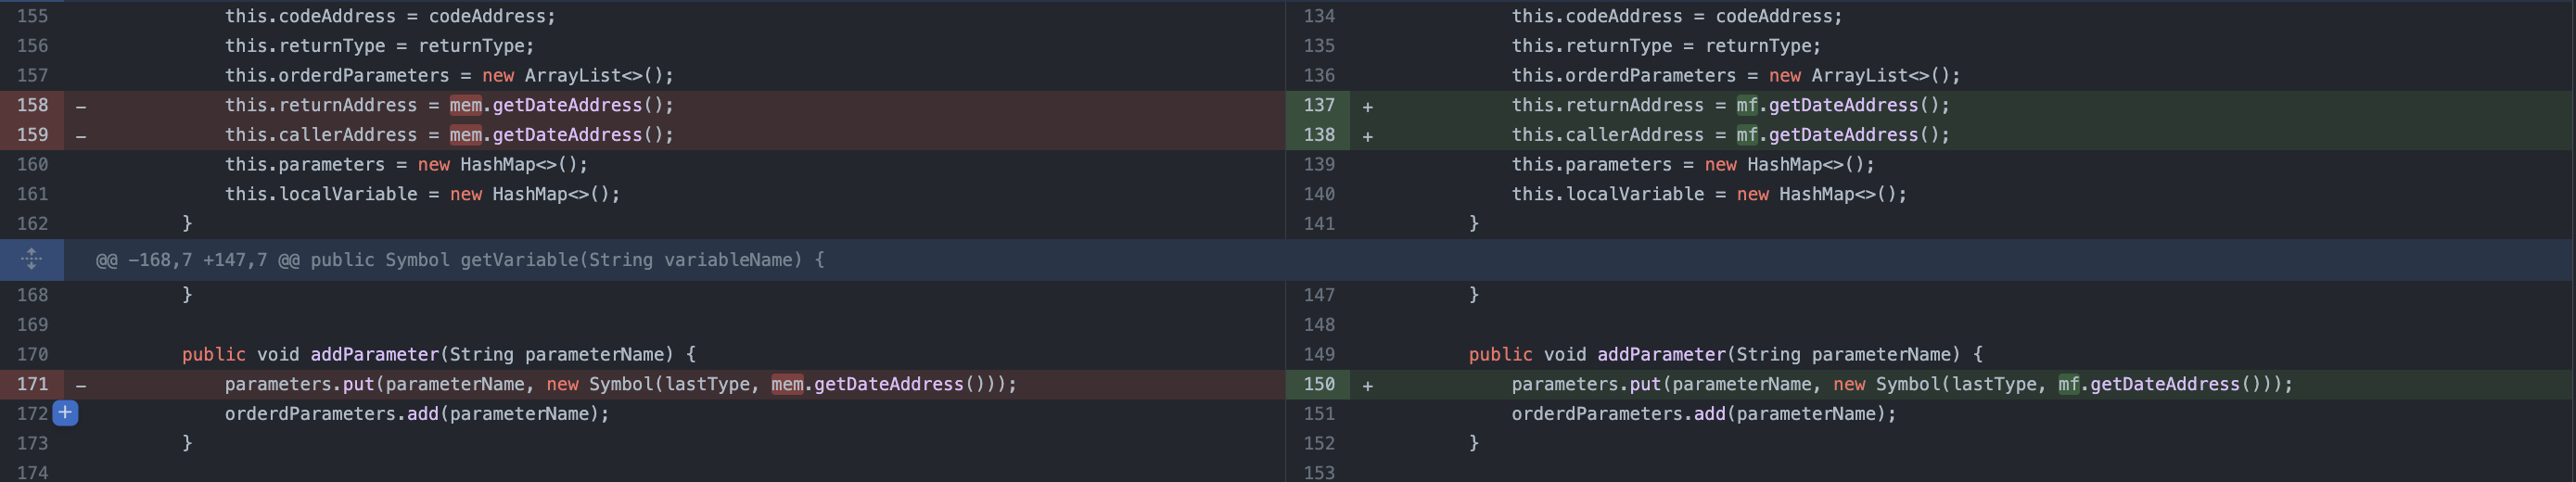 155 this.codeAddress = codeAddress;
156 this.returnType = returnType;
157 this.orderdParameters = new ArrayList<>();
158 - this.returnAddress = mem.getDateAddress();
159 - this.callerAddress = mem.getDateAddress();
160 this.parameters = new HashMap<>();
161 this.localVariable = new HashMap<>();
162 }
@@ -168,7 +147,7 @@ public Symbol getVariable(String variableName) {
168 }
169
170 public void addParameter(String parameterName) {
171 - parameters.put(parameterName, new Symbol(lastType, mem.getDateAddress()));
172 + orderdParameters.add(parameterName);
173 }
174
134 this.codeAddress = codeAddress;
135 this.returnType = returnType;
136 this.orderdParameters = new ArrayList<>();
137 + this.returnAddress = mf.getDateAddress();
138 + this.callerAddress = mf.getDateAddress();
139 this.parameters = new HashMap<>();
140 this.localVariable = new HashMap<>();
141 }
147 }
148
149 public void addParameter(String parameterName) {
150 + parameters.put(parameterName, new Symbol(lastType, mf.getDateAddress()));
151 orderdParameters.add(parameterName);
152 }
153